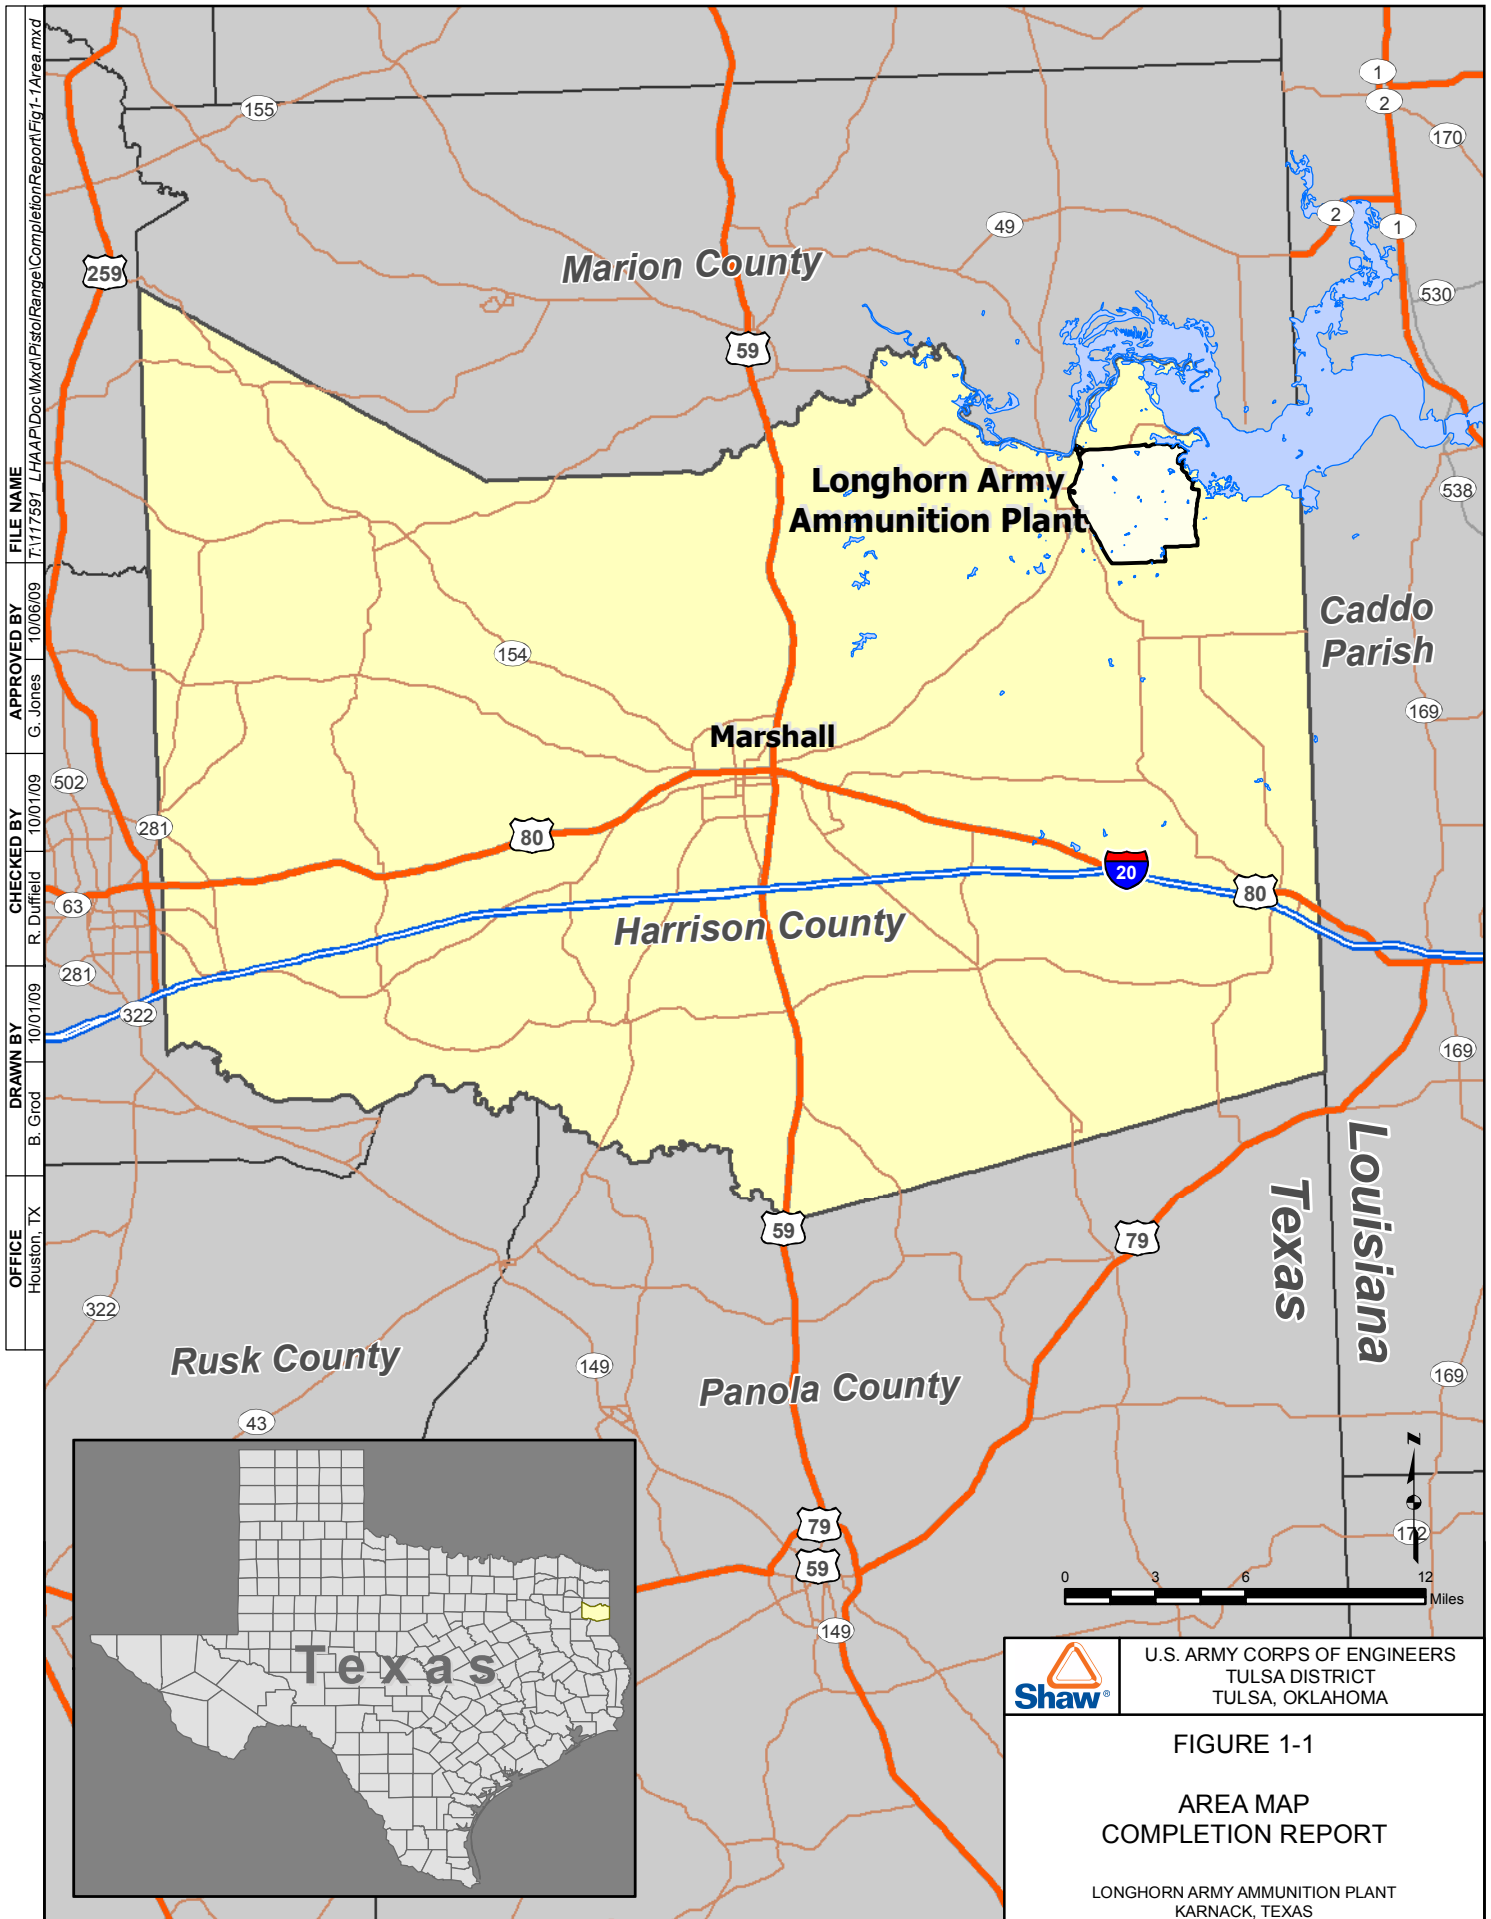 FILE NAME
T:\117591_LHAAP\Doc\Mxd\PistolRange\CompletionReport\Fig1-1Area.mxd
APPROVED BY
G. Jones 10/06/09
CHECKED BY
R. Duffield 10/01/09
DRAWN BY
B. Grod 10/01/09
OFFICE
Houston, TX
1
2
155
170
49
2
1
Marion County
259
530
59
Longhorn Army
Ammunition Plant
538
Caddo
Parish
154
169
Marshall
502
281
80
20
80
63
Harrison County
281
322
169
Louisiana
Texas
59
79
322
Rusk County
149
Panola County
169
43
Z
79
172
59
0 3 6 12
Miles
149
Texas
Shaw®
U.S. ARMY CORPS OF ENGINEERS
TULSA DISTRICT
TULSA, OKLAHOMA
FIGURE 1-1
AREA MAP
COMPLETION REPORT
LONGHORN ARMY AMMUNITION PLANT
KARNACK, TEXAS